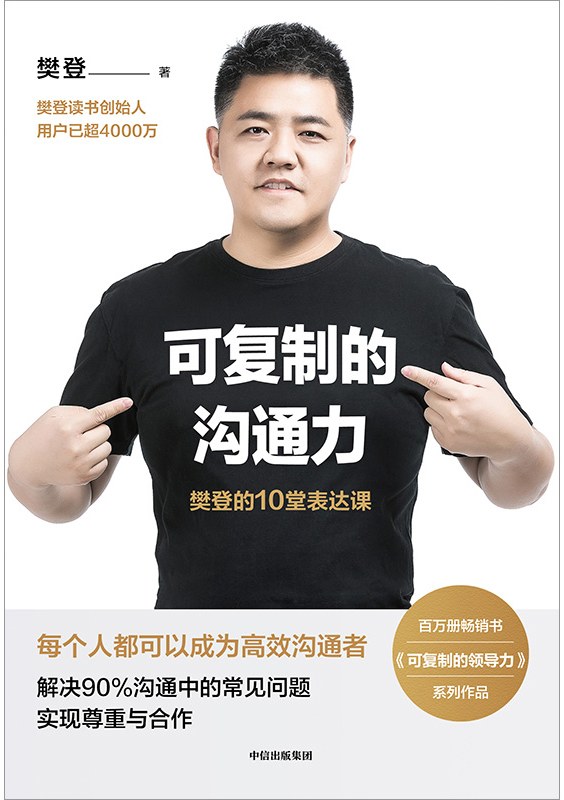 樊登 著
樊登读书创始人
用户已超4000万
可复制的
沟通力
樊登的10堂表达课
每个人都可以成为高效沟通者
解决90%沟通中的常见问题
实现尊重与合作
百万册畅销书
《可复制的领导力》
系列作品
中信出版集团